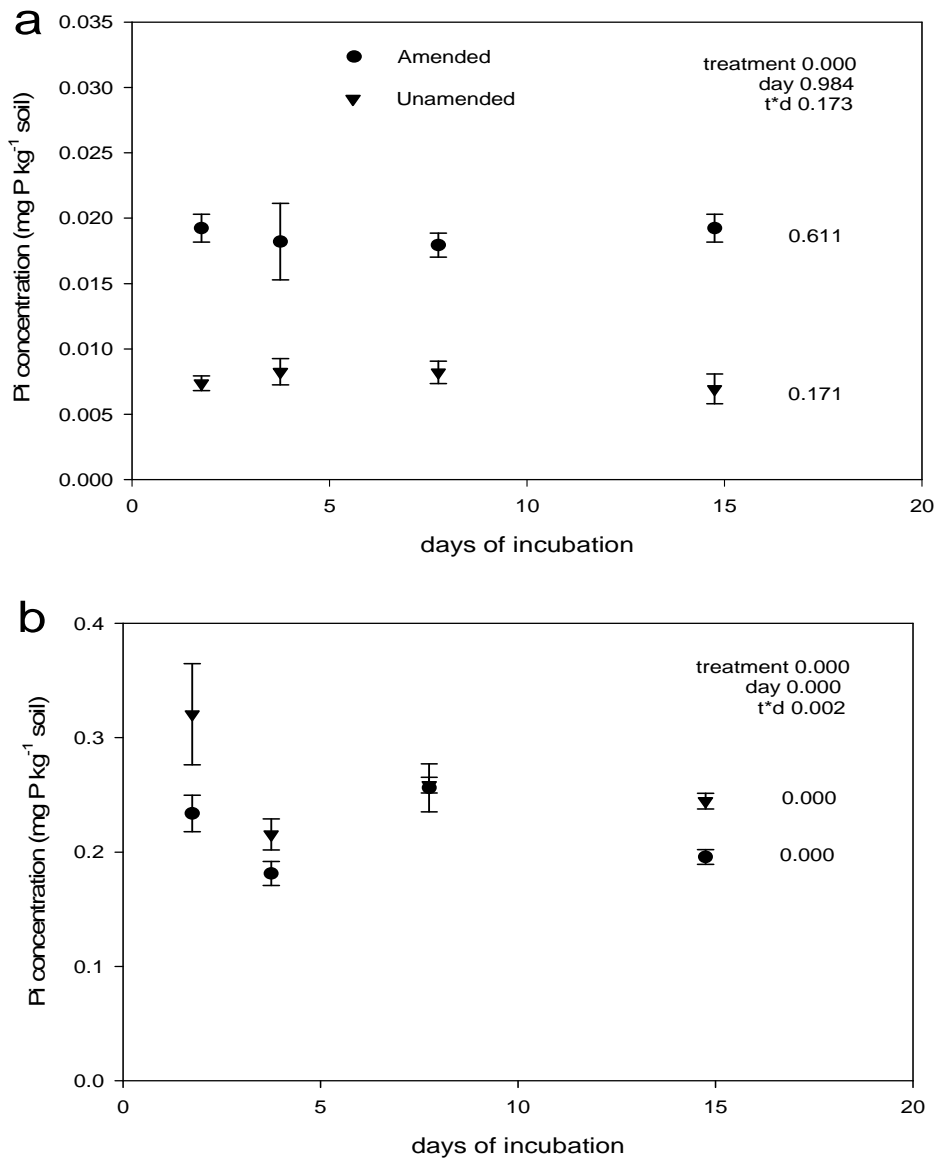 a
Pi concentration (mg P kg⁻¹ soil)
0.035
0.030
0.025
0.020
0.015
0.010
0.005
0.000
Amended
Unamended
treatment 0.000
day 0.984
t*d 0.173
0.611
0.171
0 5 10 15 20
days of incubation
b
Pi concentration (mg P kg⁻¹ soil)
0.4
0.3
0.2
0.1
0.0
treatment 0.000
day 0.000
t*d 0.002
0.000
0.000
0 5 10 15 20
days of incubation